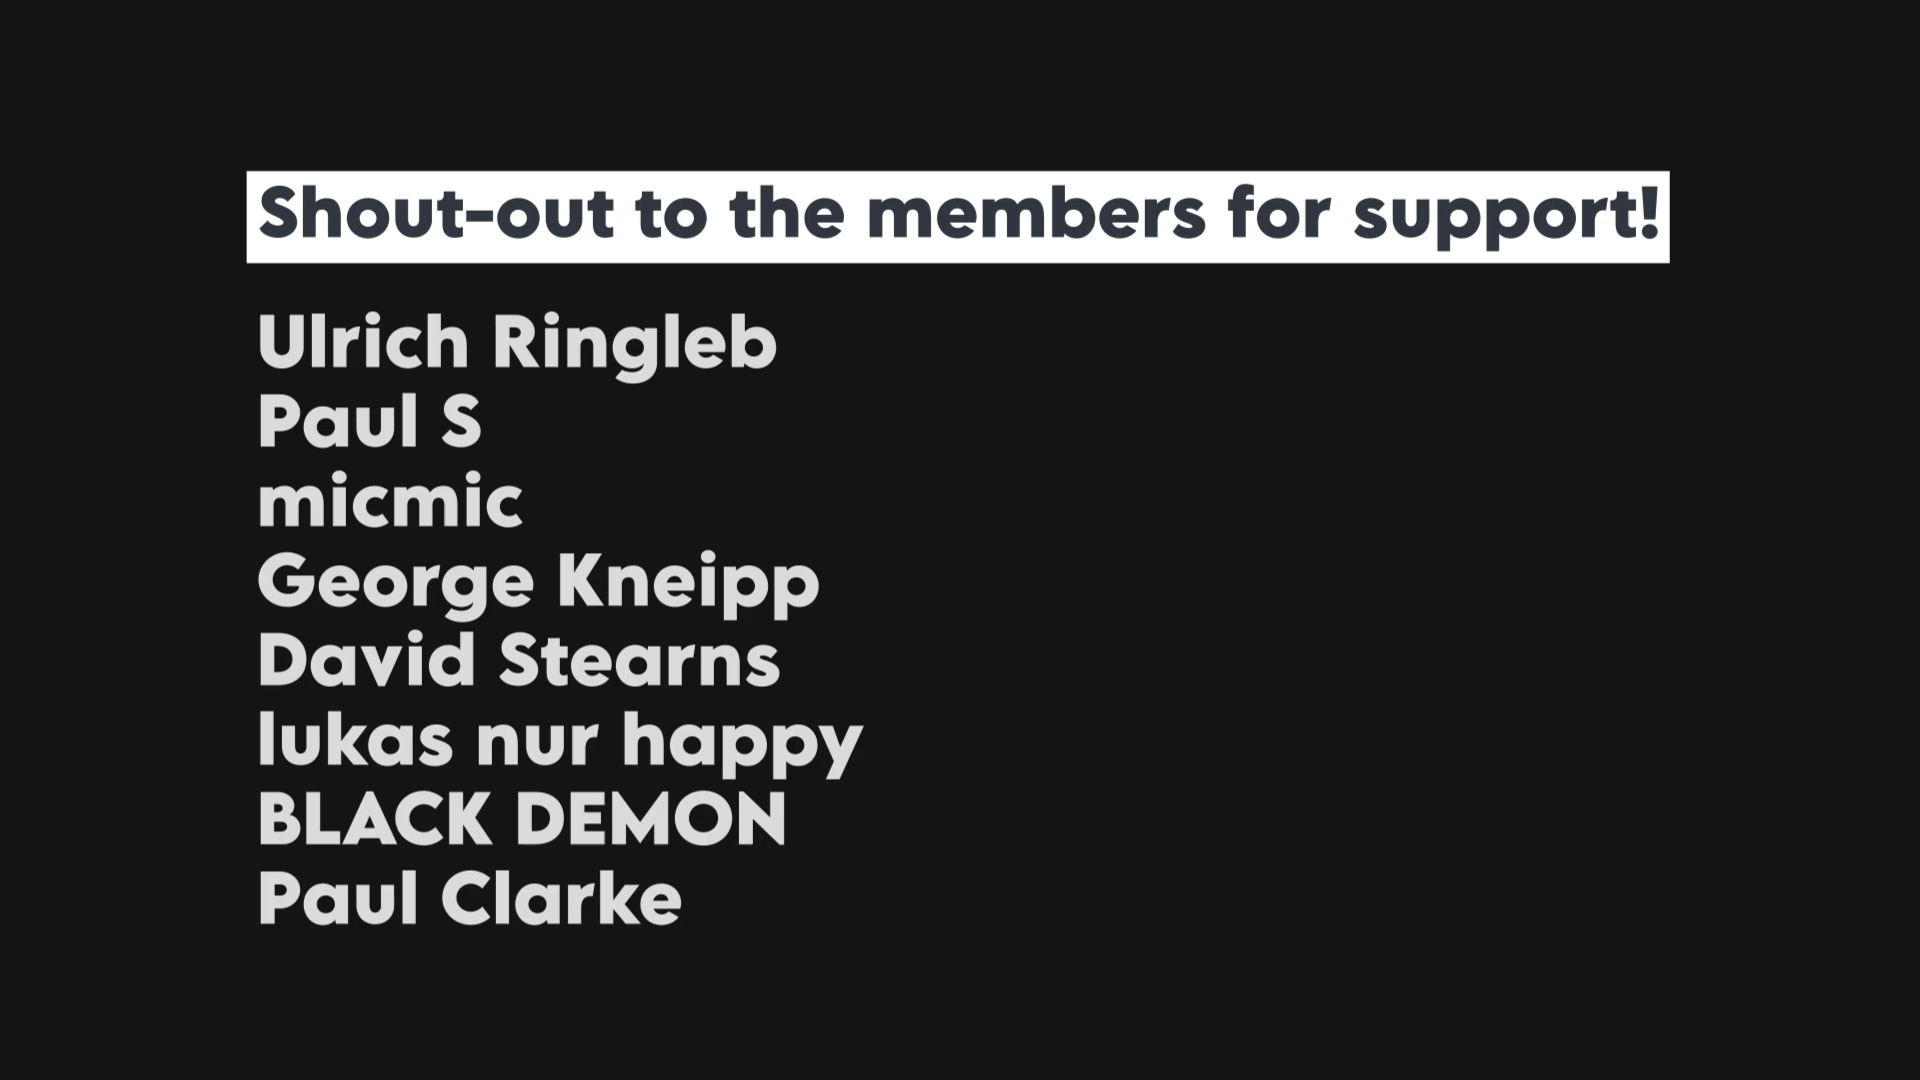 Shout-out to the members for support!
Ulrich Ringleb
Paul S
micmic
George Kneipp
David Stearns
lukas nur happy
BLACK DEMON
Paul Clarke